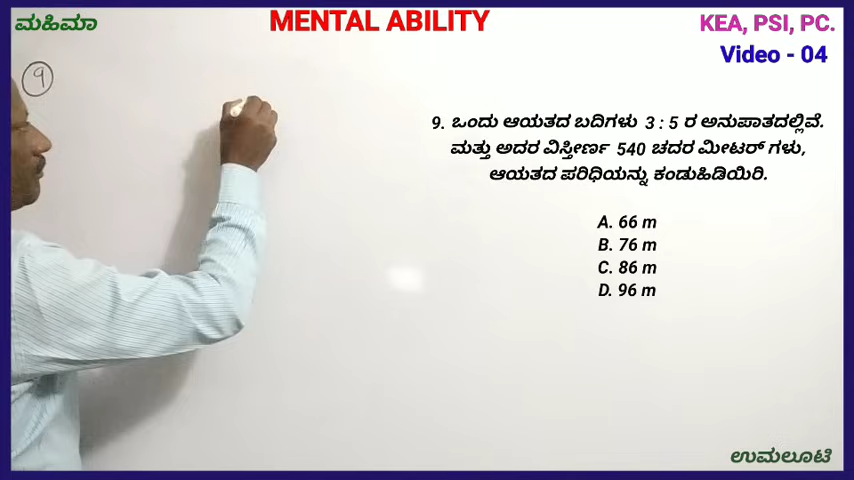 ಮಹಿಮಾ
MENTAL ABILITY
KEA, PSI, PC.
Video - 04
9
9. ಒಂದು ಆಯತದ ಬದಿಗಳು 3 : 5 ರ ಅನುಪಾತದಲ್ಲಿವೆ.
ಮತ್ತು ಅದರ ವಿಸ್ತೀರ್ಣ 540 ಚದರ ಮೀಟರ್ ಗಳು,
ಆಯತದ ಪರಿಧಿಯನ್ನು ಕಂಡುಹಿಡಿಯಿರಿ.
A. 66 m
B. 76 m
C. 86 m
D. 96 m
ಉಮಲೂಟಿ